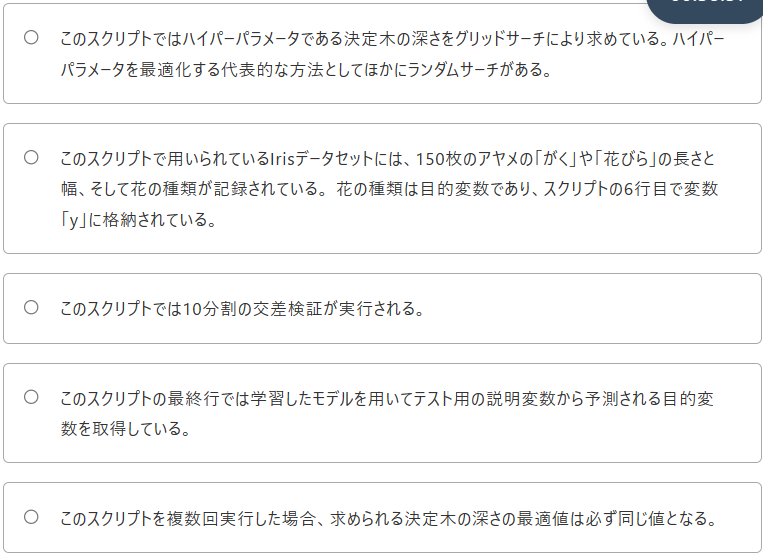 このスクリプトではハイパーパラメータである決定木の深さをグリッドサーチにより求めている。ハイパー
パラメータを最適化する代表的な方法としてほかにランダムサーチがある。
このスクリプトで用いられているIrisデータセットには、150枚のアヤメの「がく」や「花びら」の長さと
幅、そして花の種類が記録されている。 花の種類は目的変数であり、スクリプトの6行目で変数
「y」に格納されている。
このスクリプトでは10分割の交差検証が実行される。
このスクリプトの最終行では学習したモデルを用いてテスト用の説明変数から予測される目的変
数を取得している。
このスクリプトを複数回実行した場合、求められる決定木の深さの最適値は必ず同じ値となる。